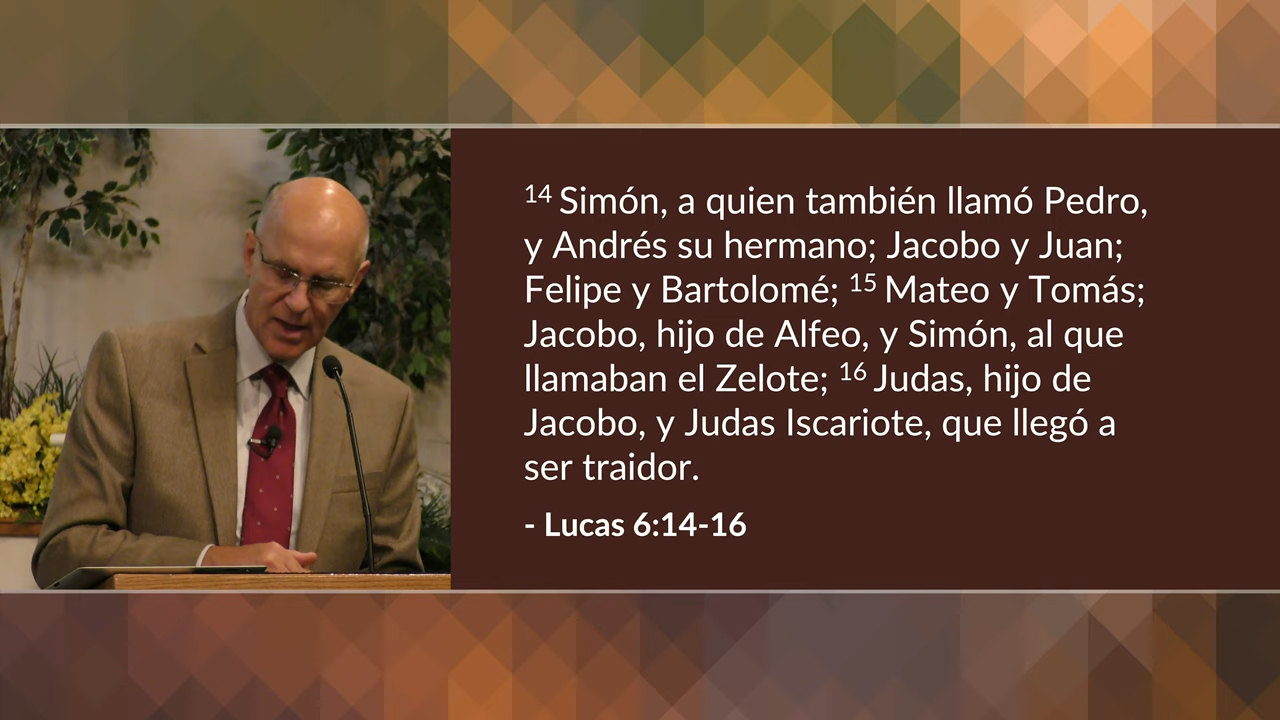 14 Simón, a quien también llamó Pedro,
y Andrés su hermano; Jacobo y Juan;
Felipe y Bartolomé; 15 Mateo y Tomás;
Jacobo, hijo de Alfeo, y Simón, al que
llamaban el Zelote; 16 Judas, hijo de
Jacobo, y Judas Iscariote, que llegó a
ser traidor.
- Lucas 6:14-16